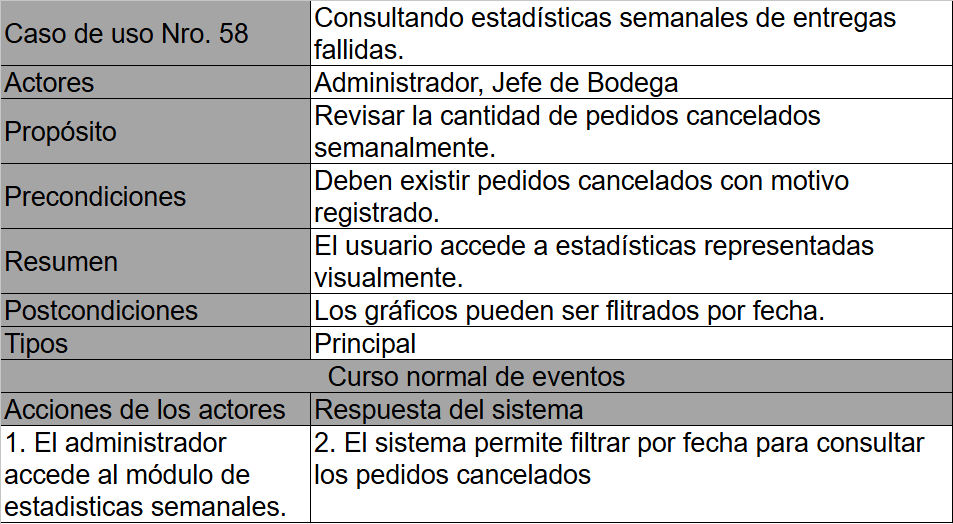 Caso de uso Nro. 58
Consultando estadísticas semanales de entregas
fallidas.
Actores
Administrador, Jefe de Bodega
Propósito
Revisar la cantidad de pedidos cancelados
semanalmente.
Precondiciones
Deben existir pedidos cancelados con motivo
registrado.
Resumen
El usuario accede a estadísticas representadas
visualmente.
Postcondiciones
Los gráficos pueden ser flitrados por fecha.
Tipos
Principal
Curso normal de eventos
Acciones de los actores
Respuesta del sistema
1. El administrador
accede al módulo de
estadisticas semanales.
2. El sistema permite filtrar por fecha para consultar
los pedidos cancelados